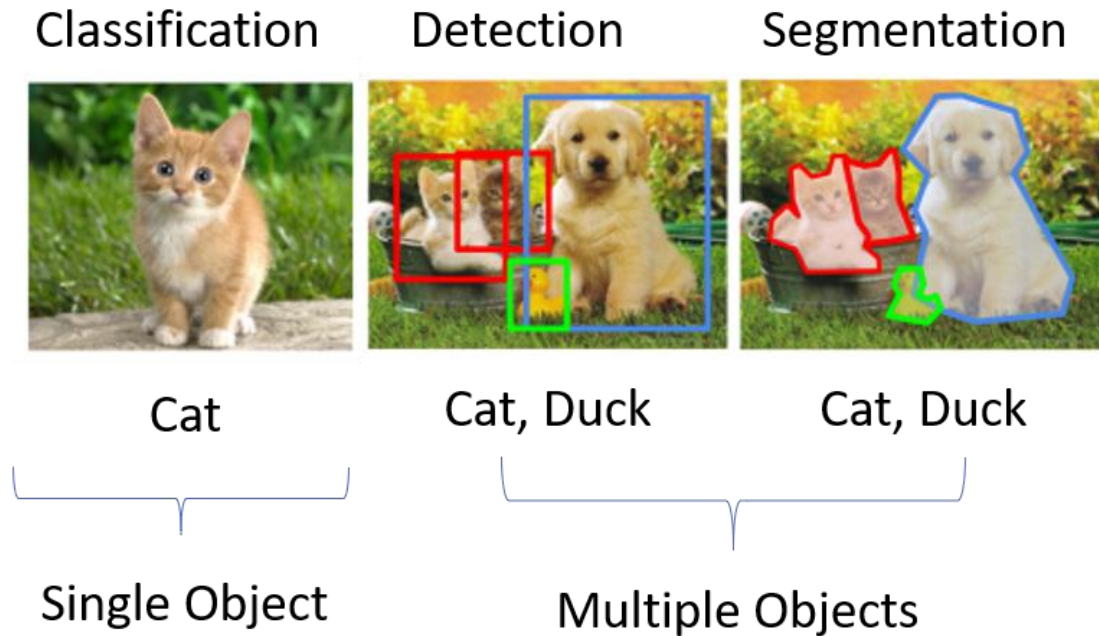 Classification Detection Segmentation
Cat Cat, Duck Cat, Duck
Single Object Multiple Objects